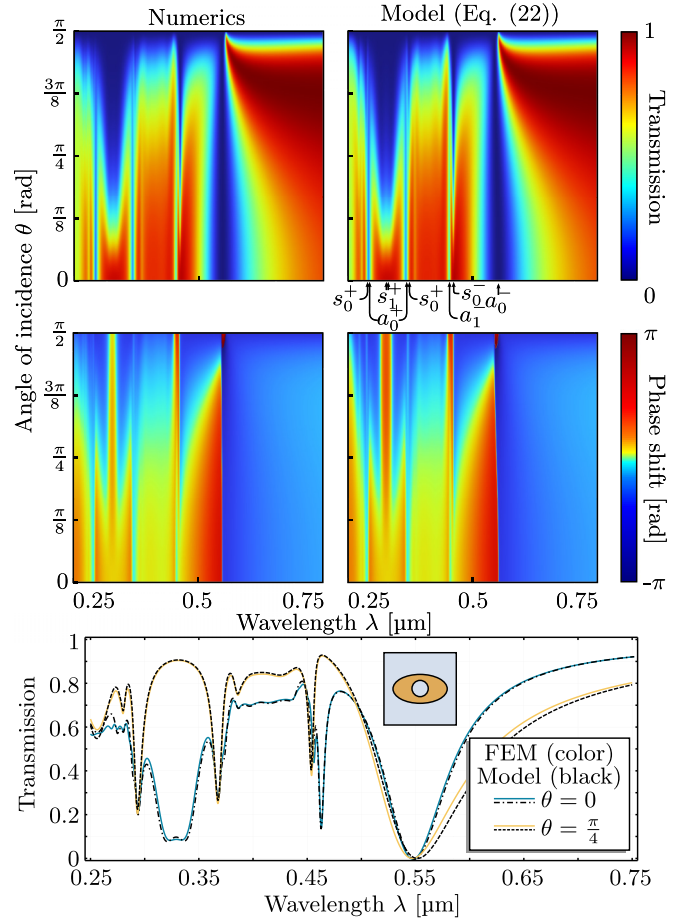 Numerics
Model (Eq. (22))
π/2
3π/8
π/4
π/8
0
1
Transmission
0
s₀⁺ s₁⁺ s₀⁺ s₀⁻ a₀⁻
a₀⁺ a₁⁻
Angle of incidence θ [rad]
π/2
3π/8
π/4
π/8
0
π
Phase shift [rad]
-π
0.25 0.5 0.75 0.25 0.5 0.75
Wavelength λ [µm]
1
0.8
0.6
0.4
0.2
0
Transmission
FEM (color)
Model (black)
θ = 0
θ = π/4
0.25 0.35 0.45 0.55 0.65 0.75
Wavelength λ [µm]